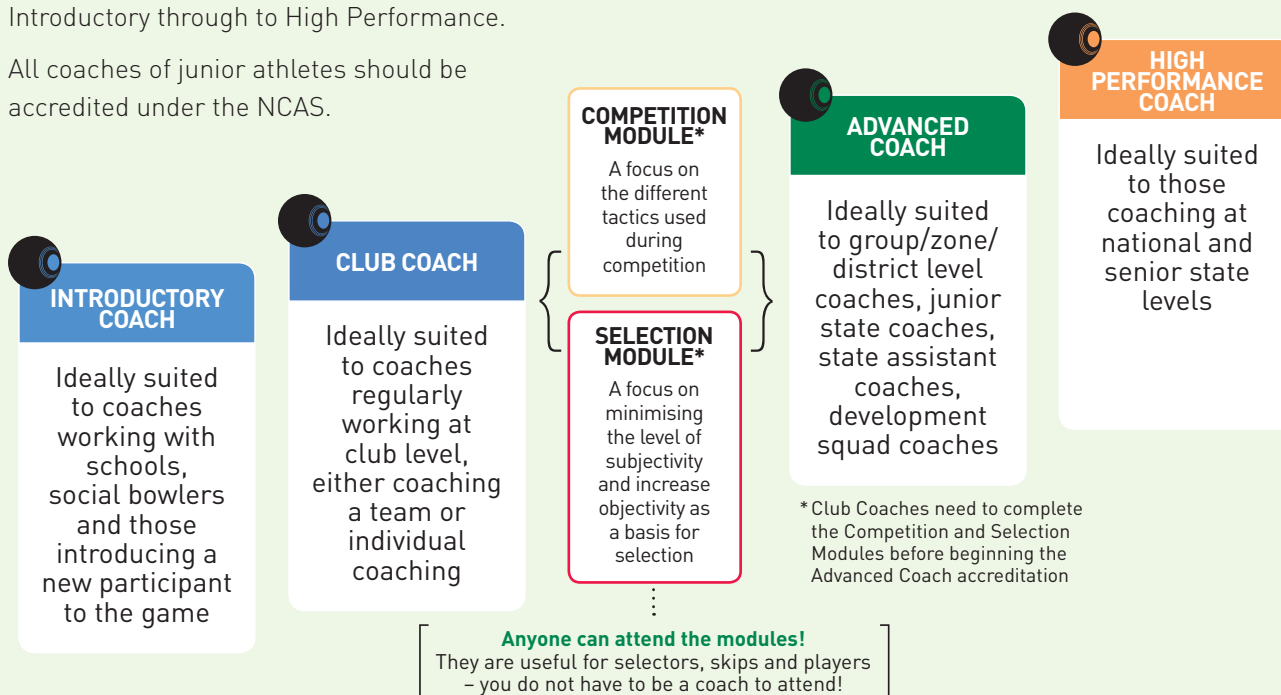 Introductory through to High Performance.
All coaches of junior athletes should be
accredited under the NCAS.
INTRODUCTORY
COACH
Ideally suited
to coaches
working with
schools,
social bowlers
and those
introducing a
new participant
to the game
CLUB COACH
Ideally suited
to coaches
regularly
working at
club level,
either coaching
a team or
individual
coaching
COMPETITION
MODULE*
A focus on
the different
tactics used
during
competition
SELECTION
MODULE*
A focus on
minimising
the level of
subjectivity
and increase
objectivity as
a basis for
selection
Anyone can attend the modules!
They are useful for selectors, skips and players
– you do not have to be a coach to attend!
ADVANCED
COACH
Ideally suited
to group/zone/
district level
coaches, junior
state coaches,
state assistant
coaches,
development
squad coaches
* Club Coaches need to complete
the Competition and Selection
Modules before beginning the
Advanced Coach accreditation
HIGH
PERFORMANCE
COACH
Ideally suited
to those
coaching at
national and
senior state
levels